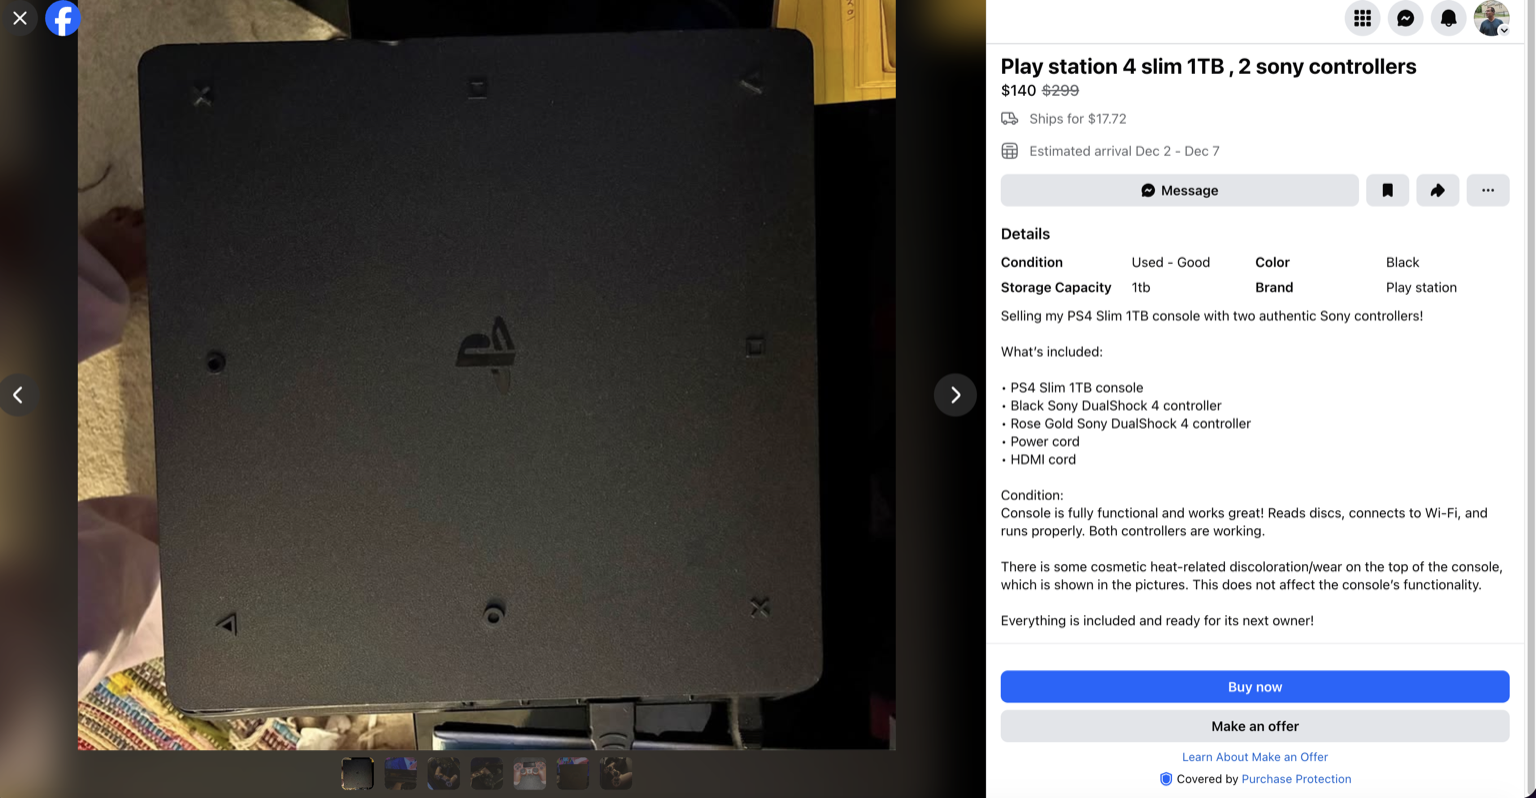 Play station 4 slim 1TB , 2 sony controllers
$140 $299
Ships for $17.72
Estimated arrival Dec 2 - Dec 7
Message
Details
Condition Used - Good Color Black
Storage Capacity 1tb Brand Play station
Selling my PS4 Slim 1TB console with two authentic Sony controllers!
What’s included:
• PS4 Slim 1TB console
• Black Sony DualShock 4 controller
• Rose Gold Sony DualShock 4 controller
• Power cord
• HDMI cord
Condition:
Console is fully functional and works great! Reads discs, connects to Wi-Fi, and
runs properly. Both controllers are working.
There is some cosmetic heat-related discoloration/wear on the top of the console,
which is shown in the pictures. This does not affect the console’s functionality.
Everything is included and ready for its next owner!
Buy now
Make an offer
Learn About Make an Offer
Covered by Purchase Protection